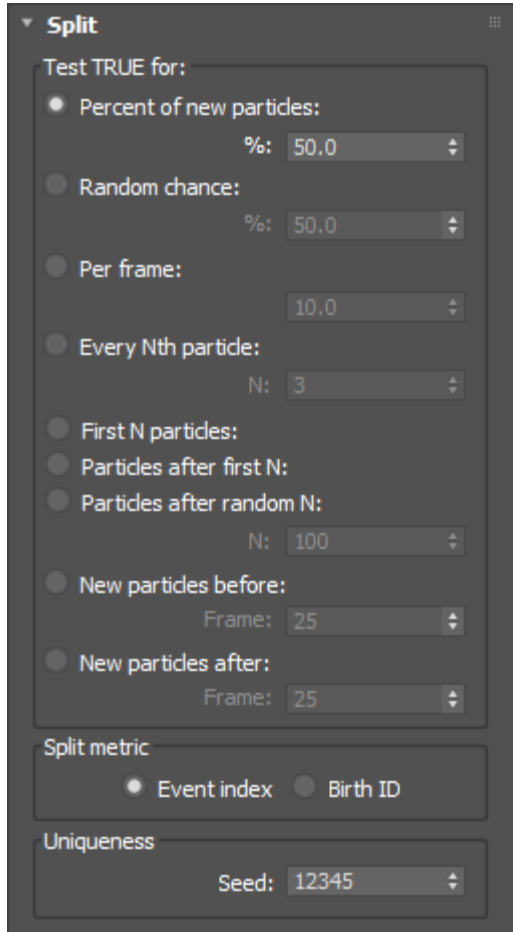 Split
Test TRUE for:
Percent of new particles:
%: 50.0
Random chance:
%: 50.0
Per frame:
10.0
Every Nth particle:
N: 3
First N particles:
Particles after first N:
Particles after random N:
N: 100
New particles before:
Frame: 25
New particles after:
Frame: 25
Split metric
Event index Birth ID
Uniqueness
Seed: 12345